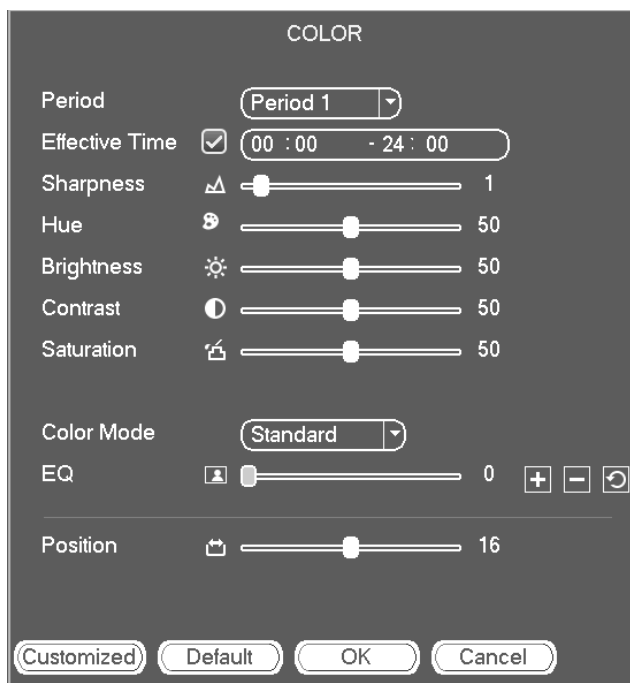 COLOR
Period Period 1
Effective Time 00 :00 - 24 : 00
Sharpness 1
Hue 50
Brightness 50
Contrast 50
Saturation 50
Color Mode Standard
EQ 0
Position 16
Customized Default OK Cancel